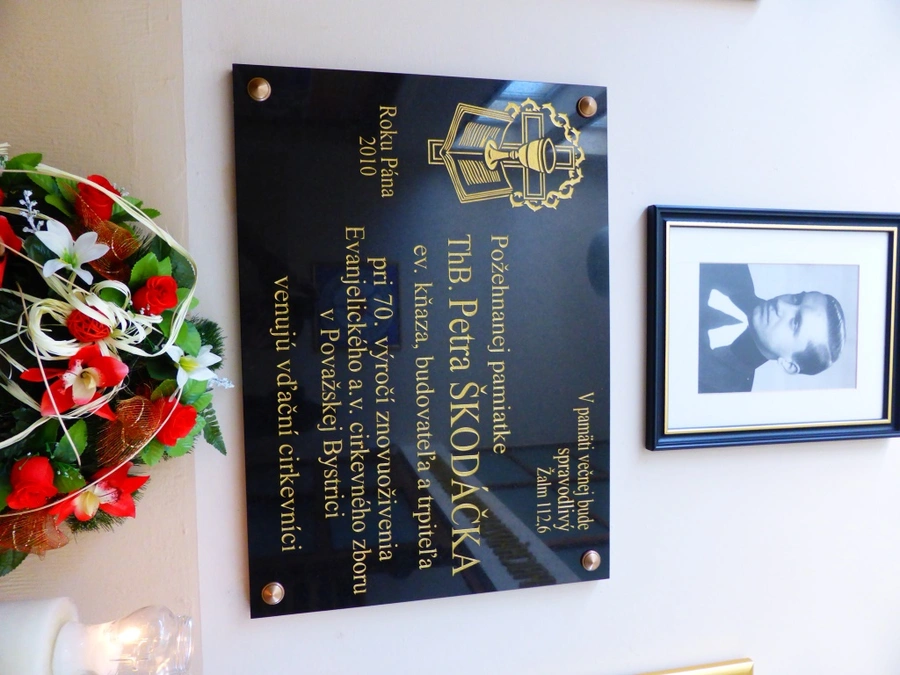 V pamäti večnej bude
spravodlivý
Žalm 112,6
Požehnanej pamiatke
ThB. Petra ŠKODÁČKA
ev. kňaza, budovateľa a trpiteľa
Roku Pána
2010
pri 70. výročí znovuoživenia
Evanjelického a.v. cirkevného zboru
v Považskej Bystrici
venujú vďační cirkevníci